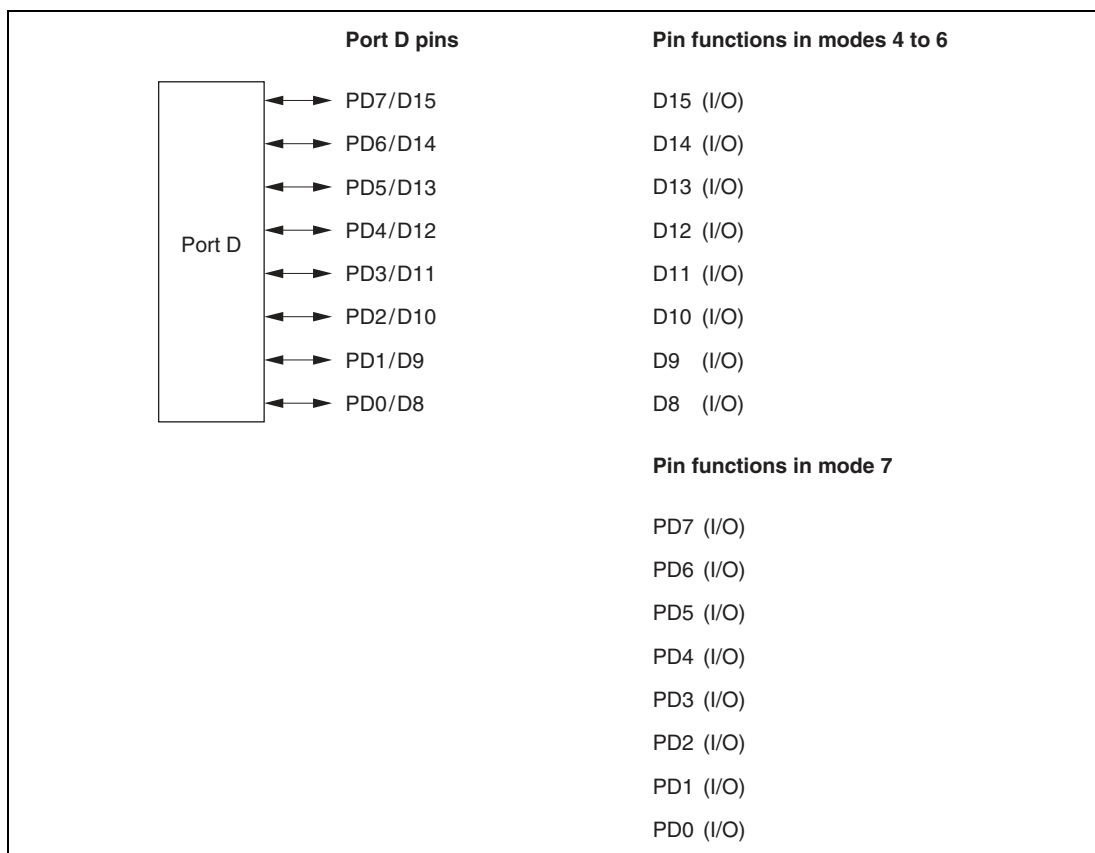 Port D pins Pin functions in modes 4 to 6
PD7/D15 D15 (I/O)
PD6/D14 D14 (I/O)
PD5/D13 D13 (I/O)
PD4/D12 D12 (I/O)
Port D
PD3/D11 D11 (I/O)
PD2/D10 D10 (I/O)
PD1/D9 D9 (I/O)
PD0/D8 D8 (I/O)
Pin functions in mode 7
PD7 (I/O)
PD6 (I/O)
PD5 (I/O)
PD4 (I/O)
PD3 (I/O)
PD2 (I/O)
PD1 (I/O)
PD0 (I/O)